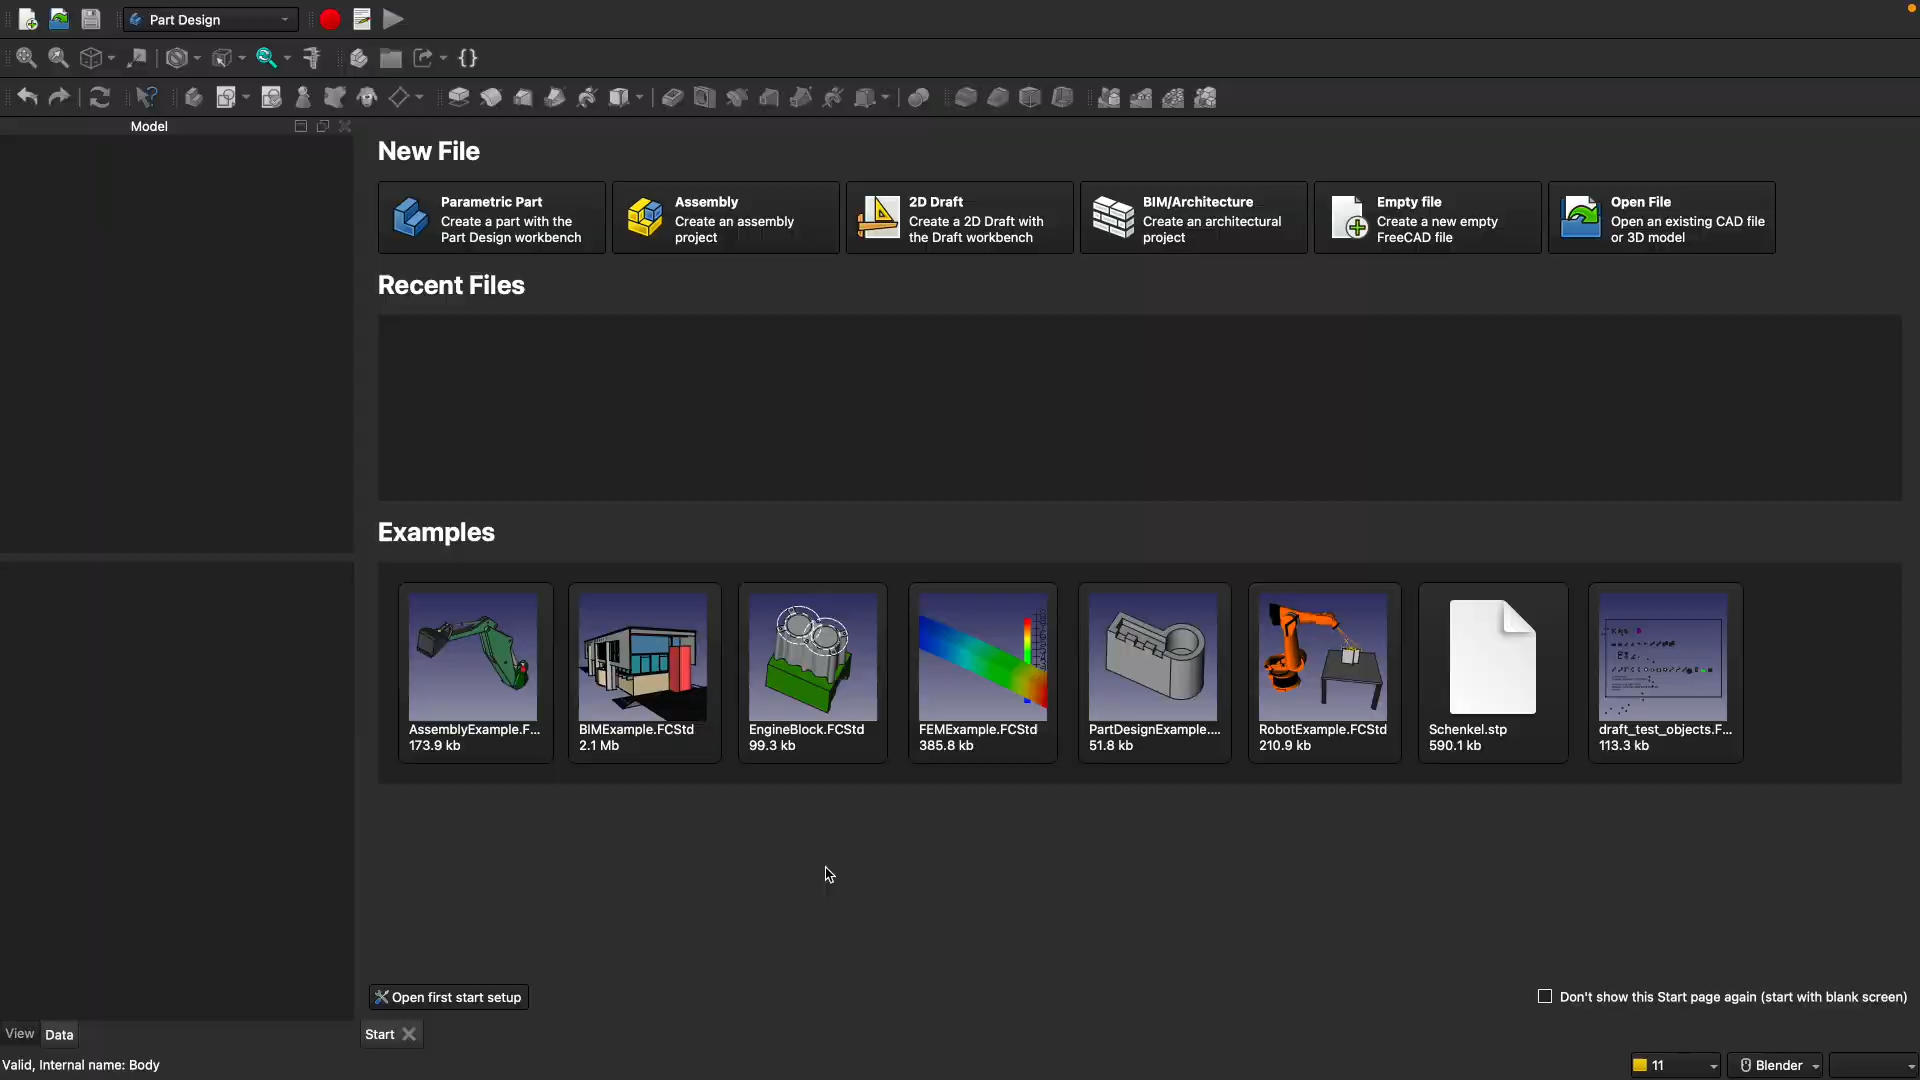 Part Design
Model
New File
Parametric Part
Create a part with the
Part Design workbench
Assembly
Create an assembly
project
2D Draft
Create a 2D Draft with
the Draft workbench
BIM/Architecture
Create an architectural
project
Empty file
Create a new empty
FreeCAD file
Open File
Open an existing CAD file
or 3D model
Recent Files
Examples
AssemblyExample.F...
173.9 kb
BIMExample.FCStd
2.1 Mb
EngineBlock.FCStd
99.3 kb
FEMExample.FCStd
385.8 kb
PartDesignExample....
51.8 kb
RobotExample.FCStd
210.9 kb
Schenkel.stp
590.1 kb
draft_test_objects.F...
113.3 kb
Open first start setup
Don't show this Start page again (start with blank screen)
View
Data
Start
Valid, Internal name: Body
11
Blender